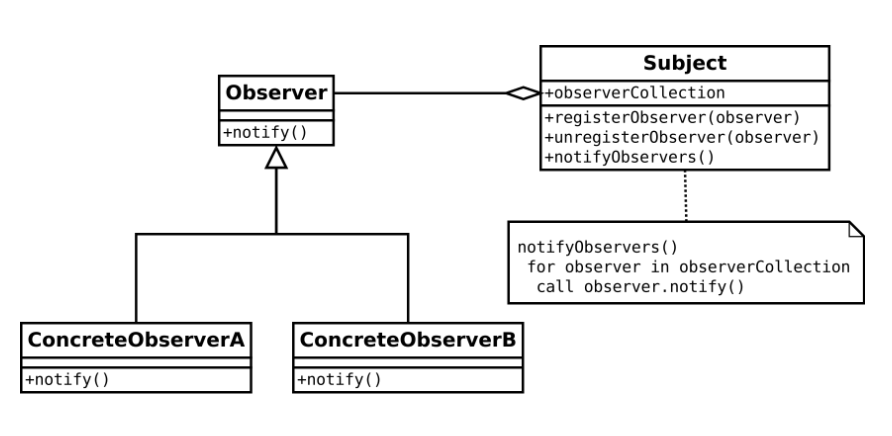 Observer
+notify()
Subject
+observerCollection
+registerObserver(observer)
+unregisterObserver(observer)
+notifyObservers()
notifyObservers()
for observer in observerCollection
call observer.notify()
ConcreteObserverA
+notify()
ConcreteObserverB
+notify()